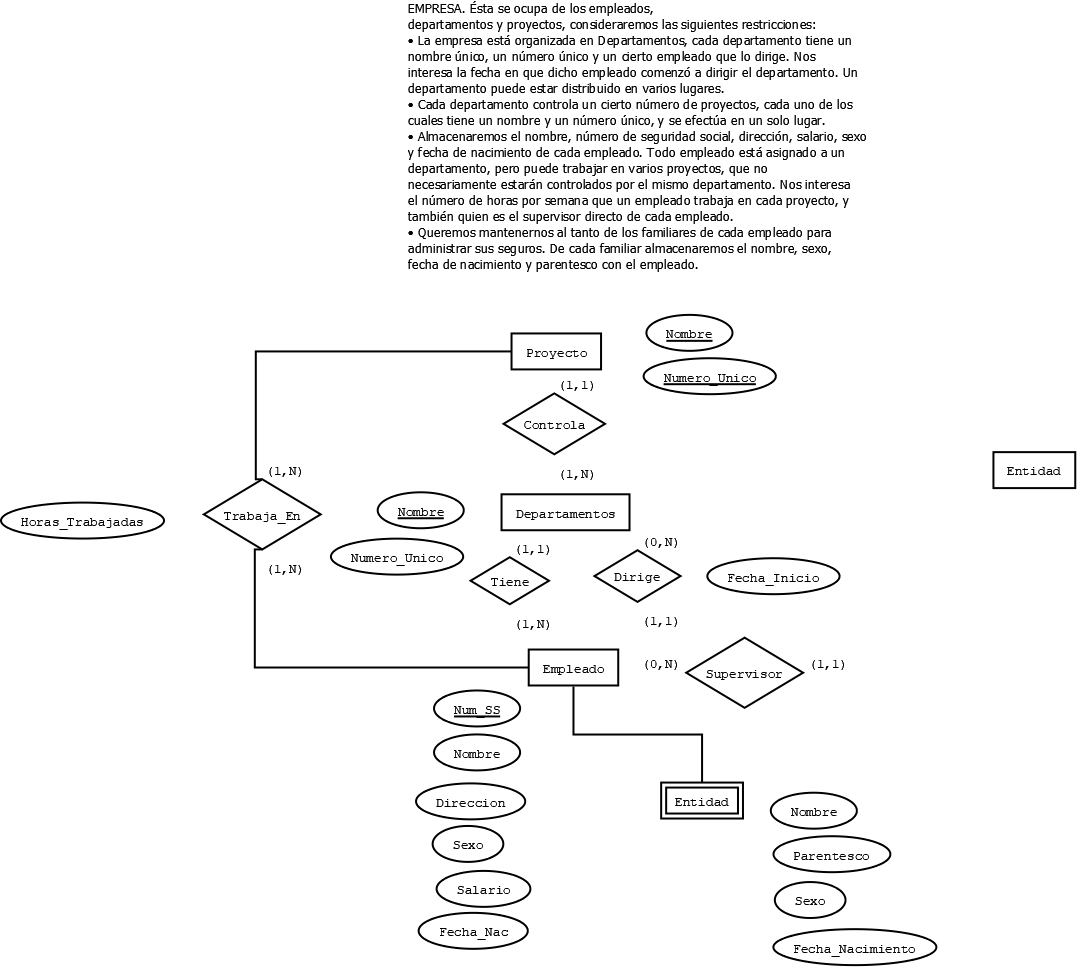 EMPRESA. Ésta se ocupa de los empleados,
departamentos y proyectos, consideraremos las siguientes restricciones:
• La empresa está organizada en Departamentos, cada departamento tiene un
nombre único, un número único y un cierto empleado que lo dirige. Nos
interesa la fecha en que dicho empleado comenzó a dirigir el departamento. Un
departamento puede estar distribuido en varios lugares.
• Cada departamento controla un cierto número de proyectos, cada uno de los
cuales tiene un nombre y un número único, y se efectúa en un solo lugar.
• Almacenaremos el nombre, número de seguridad social, dirección, salario, sexo
y fecha de nacimiento de cada empleado. Todo empleado está asignado a un
departamento, pero puede trabajar en varios proyectos, que no
necesariamente estarán controlados por el mismo departamento. Nos interesa
el número de horas por semana que un empleado trabaja en cada proyecto, y
también quien es el supervisor directo de cada empleado.
• Queremos mantenernos al tanto de los familiares de cada empleado para
administrar sus seguros. De cada familiar almacenaremos el nombre, sexo,
fecha de nacimiento y parentesco con el empleado.
Nombre
Proyecto
Numero_Unico
(1,1)
Controla
(1,N)
(1,N)
Entidad
Horas_Trabajadas
Trabaja_En
Nombre
Departamentos
(1,N)
Numero_Unico
(1,1)
(0,N)
Tiene
Dirige
Fecha_Inicio
(1,N)
(1,1)
Empleado
(0,N)
Supervisor
(1,1)
Num_SS
Nombre
Direccion
Sexo
Salario
Fecha_Nac
Entidad
Nombre
Parentesco
Sexo
Fecha_Nacimiento